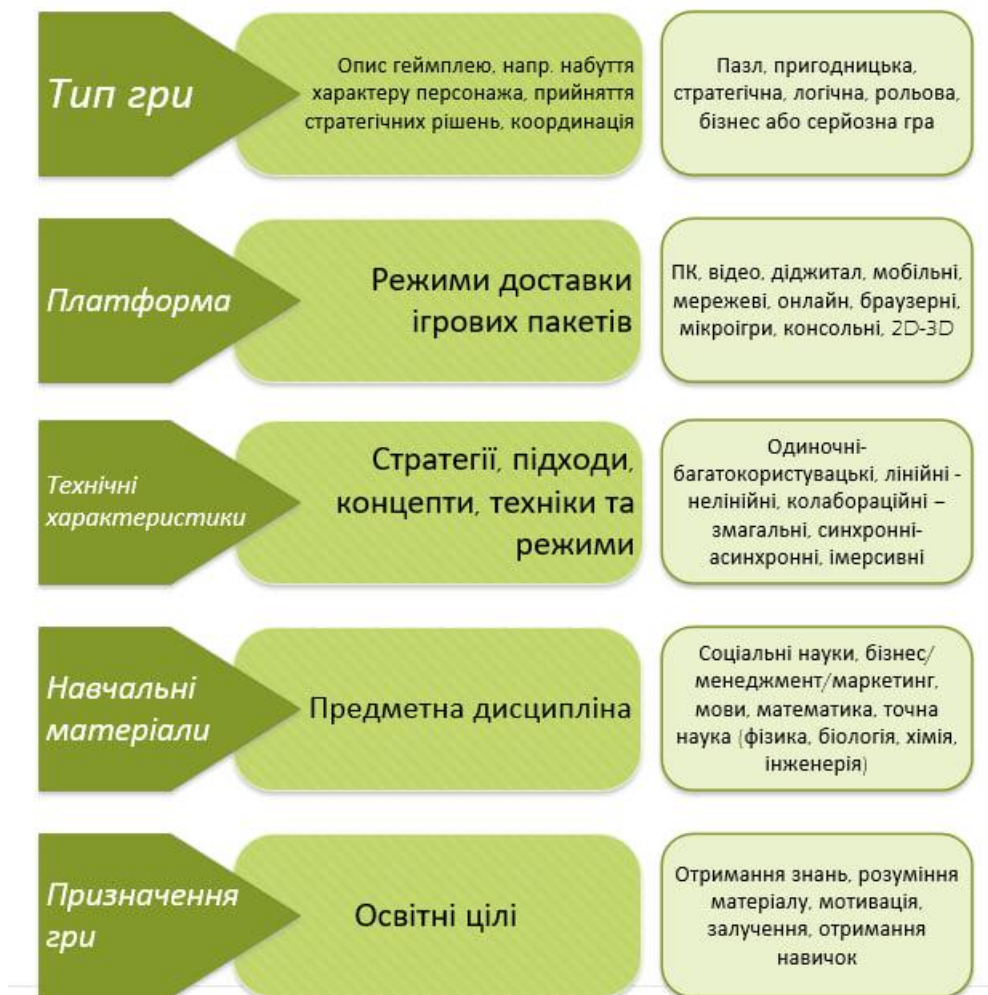 Тип гри
Опис геймплею, напр. набуття
характеру персонажа, прийняття
стратегічних рішень, координація
Пазл, пригодницька,
стратегічна, логічна, рольова,
бізнес або серйозна гра
Платформа
Режими доставки
ігрових пакетів
ПК, відео, діджитал, мобільні,
мережеві, онлайн, браузерні,
мікроігри, консольні, 2D-3D
Технічні
характеристики
Стратегії, підходи,
концепти, техніки та
режими
Одиночні-
багатокористувацькі, лінійні -
нелінійні, колабораційні –
змагальні, синхронні-
асинхронні, імерсивні
Навчальні
матеріали
Предметна дисципліна
Соціальні науки, бізнес/
менеджмент/маркетинг,
мови, математика, точна
наука (фізика, біологія, хімія,
інженерія)
Призначення
гри
Освітні цілі
Отримання знань, розуміння
матеріалу, мотивація,
залучення, отримання
навичок